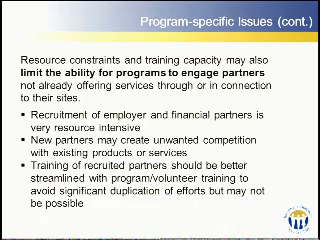 Program-specific Issues (cont.)
Resource constraints and training capacity may also
limit the ability for programs to engage partners
not already offering services through or in connection
to their sites.
▪ Recruitment of employer and financial partners is
very resource intensive
▪ New partners may create unwanted competition
with existing products or services
▪ Training of recruited partners should be better
streamlined with program/volunteer training to
avoid significant duplication of efforts but may not
be possible